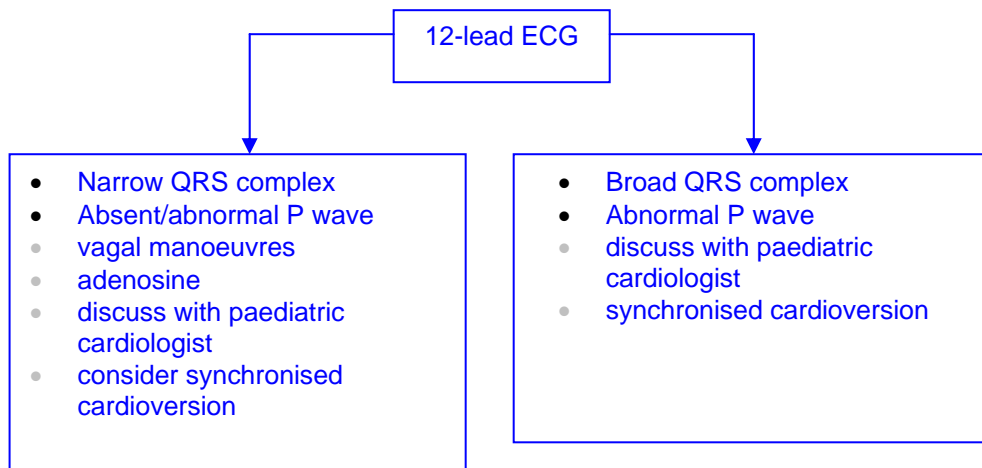 12-lead ECG
• Narrow QRS complex
• Absent/abnormal P wave
• vagal manoeuvres
• adenosine
• discuss with paediatric
cardiologist
• consider synchronised
cardioversion
• Broad QRS complex
• Abnormal P wave
• discuss with paediatric
cardiologist
• synchronised cardioversion